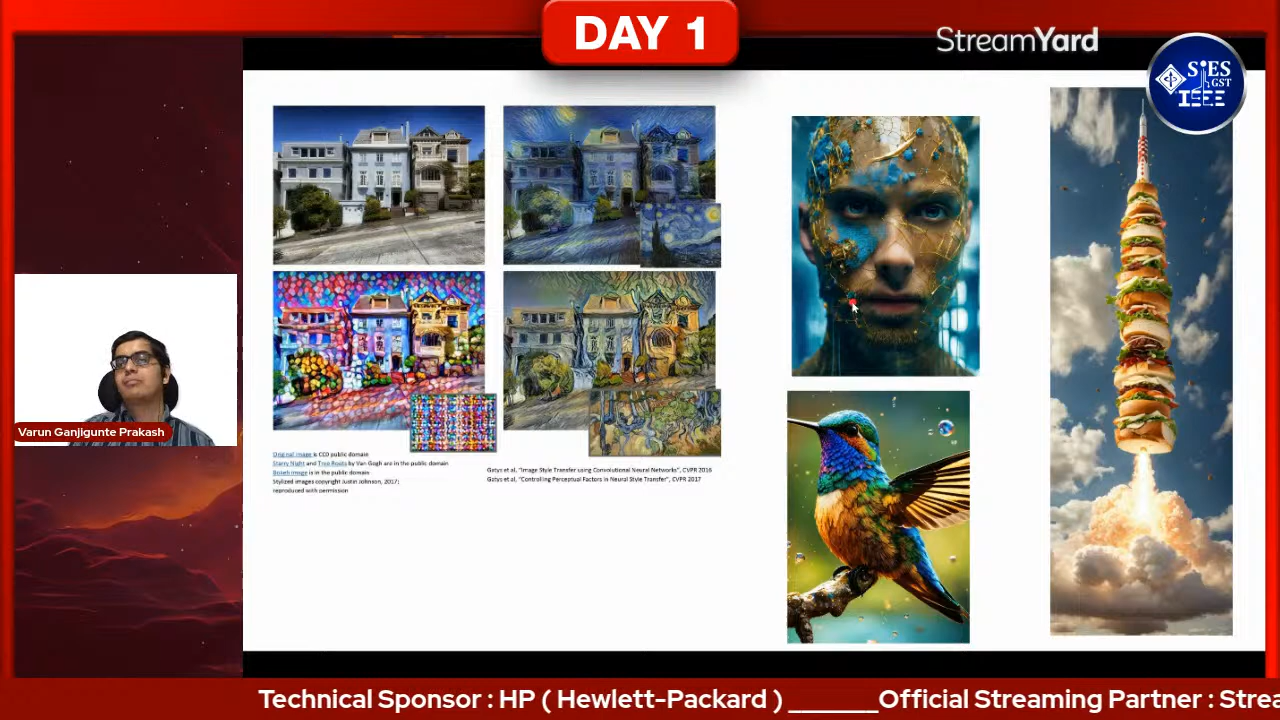 DAY 1
StreamYard
SiES
GST
IEEE
Varun Ganjigunte Prakash
Original image is CC0 public domain
Starry Night and Tree Roots by Van Gogh are in the public domain
Bokeh image is in the public domain
Stylized images copyright Justin Johnson, 2017;
reproduced with permission
Gatys et al, "Image Style Transfer using Convolutional Neural Networks", CVPR 2016
Gatys et al, "Controlling Perceptual Factors in Neural Style Transfer", CVPR 2017
Technical Sponsor : HP ( Hewlett-Packard ) _______Official Streaming Partner : Strea